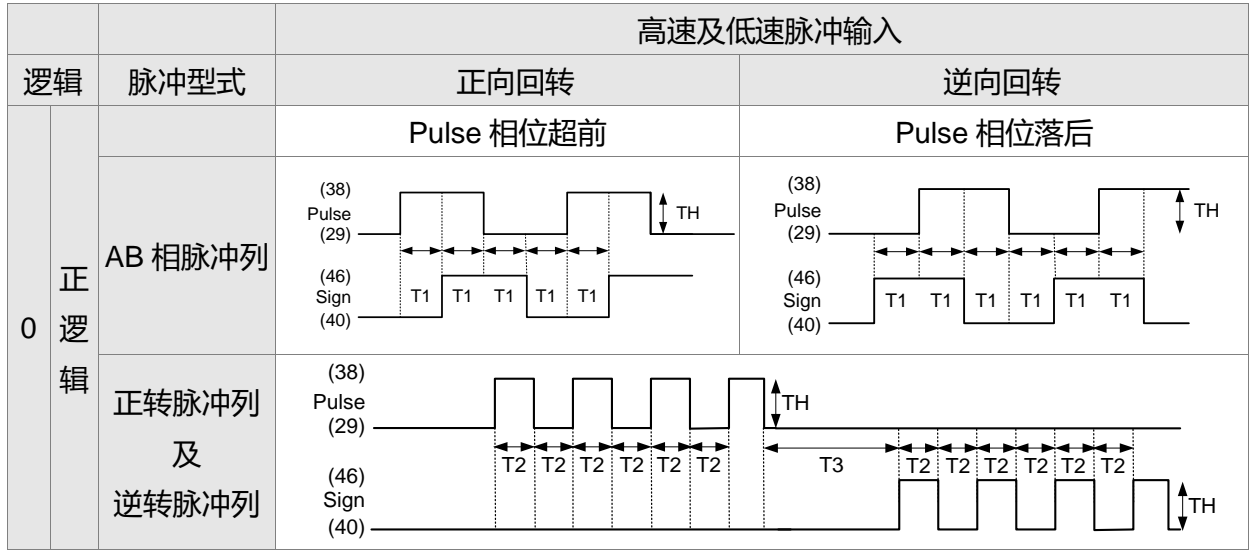 高速及低速脉冲输入
逻辑 脉冲型式 正向回转 逆向回转
Pulse 相位超前 Pulse 相位落后
0
正
逻
辑
AB 相脉冲列
(38)
Pulse
(29)
TH
(46)
Sign
(40)
T1 T1 T1 T1 T1
(38)
Pulse
(29)
TH
(46)
Sign
(40)
T1 T1 T1 T1 T1 T1
正转脉冲列
及
逆转脉冲列
(38)
Pulse
(29)
TH
T2 T2 T2 T2 T2 T2 T3 T2 T2 T2 T2 T2 T2
(46)
Sign
(40)
TH